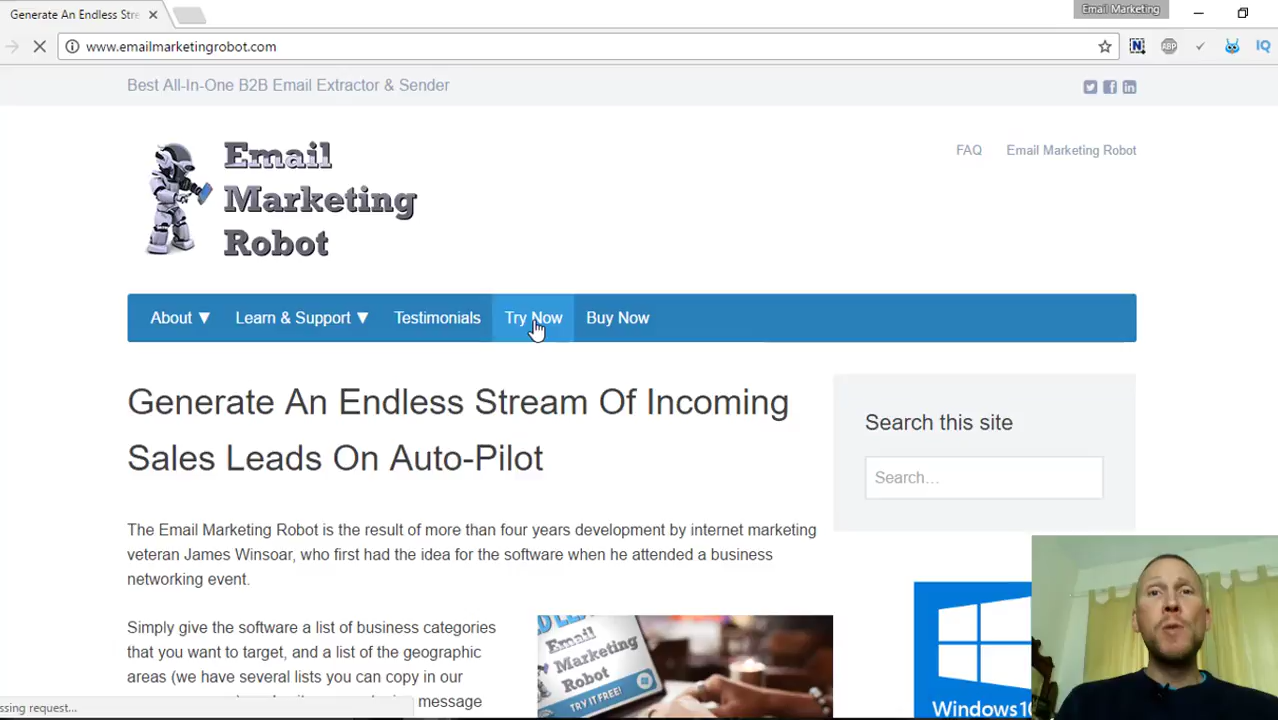 Generate An Endless Stre
Email Marketing
www.emailmarketingrobot.com
N
ABP
IQ
Best All-In-One B2B Email Extractor & Sender
Email
Marketing
Robot
FAQ
Email Marketing Robot
About ▼
Learn & Support ▼
Testimonials
Try Now
Buy Now
Generate An Endless Stream Of Incoming
Sales Leads On Auto-Pilot
Search this site
Search…
The Email Marketing Robot is the result of more than four years development by internet marketing
veteran James Winsoar, who first had the idea for the software when he attended a business
networking event.
Simply give the software a list of business categories
that you want to target, and a list of the geographic
areas (we have several lists you can copy in our
message
Email
Marketing
Robot
TRY IT FREE!
Windows 10
ssing request...